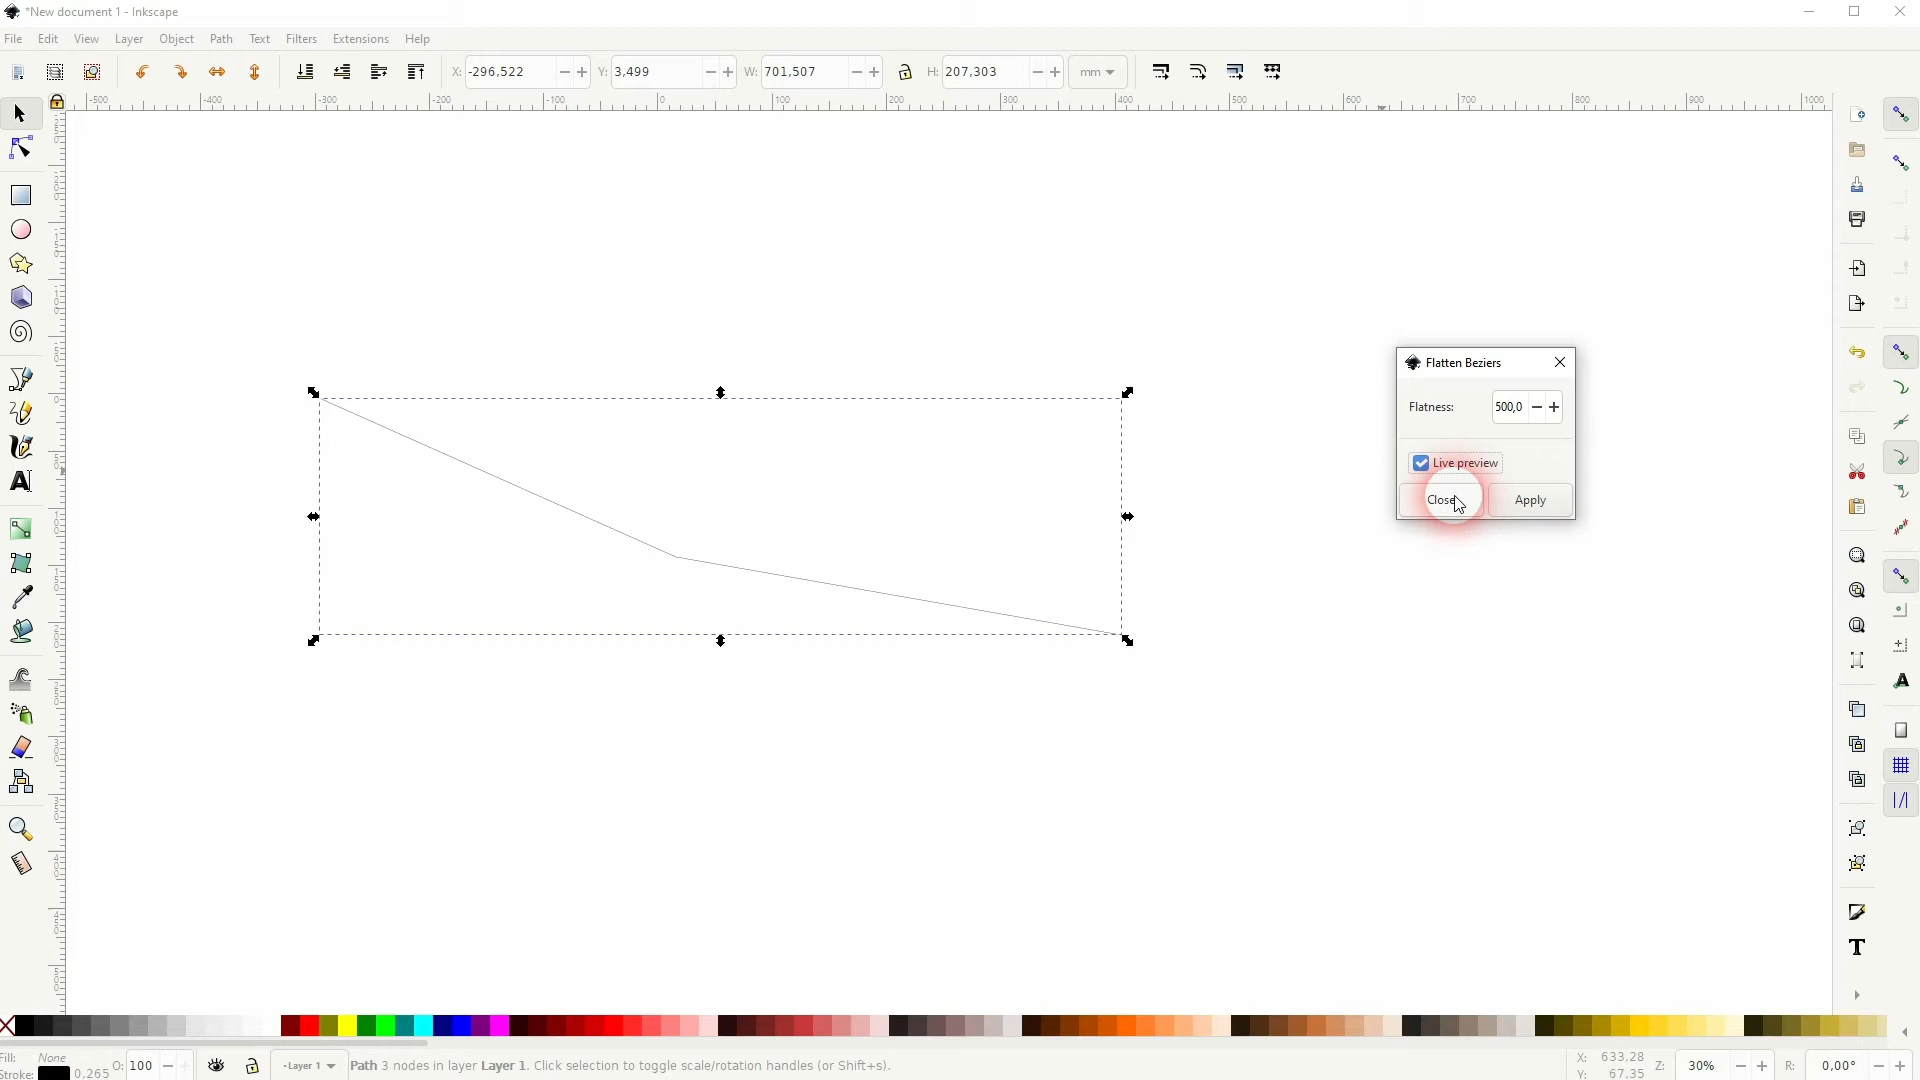 *New document 1 - Inkscape
File Edit View Layer Object Path Text Filters Extensions Help
X: -296,522 Y: 3,499 W: 701,507 H: 207,303 mm
-500 -400 -300 -200 -100 0 100 200 300 400 500 600 700 800 900 1000
Flatten Beziers
Flatness: 500,0
Live preview
Close Apply
Fill: None O: 100 -Layer 1 Path 3 nodes in layer Layer 1. Click selection to toggle scale/rotation handles (or Shift+s). X: 633,28 Z: 30% R: 0,00°
Stroke: 0,265 Y: 67,35